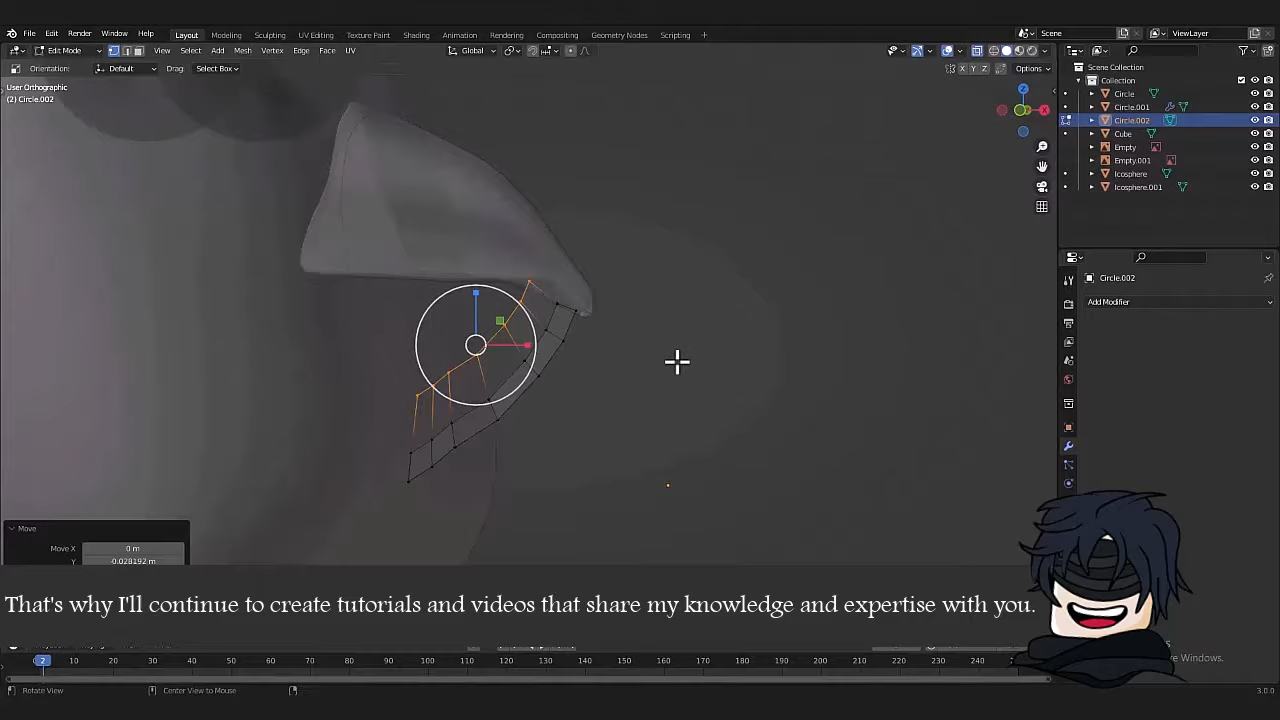 File Edit Render Window Help Layout Modeling Sculpting UV Editing Texture Paint Shading Animation Rendering Compositing Geometry Nodes Scripting Scene ViewLayer
Edit Mode View Select Add Mesh Vertex Edge Face UV Global
Orientation: Default Drag: Select Box X Y Z Options
User Orthographic
(2) Circle.002
Z
X
Scene Collection
Collection
Circle
Circle.001
Circle.002
Cube
Empty
Empty.001
Icosphere
Icosphere.001
Circle.002
Add Modifier
Move
Move X 0 m
Y -0.028192 m
That's why I'll continue to create tutorials and videos that share my knowledge and expertise with you.
2 10 20 30 40 50 60 70 80 90 100 110 120 130 140 150 160 170 180 190 200 210 220 230 240
Windows.
Rotate View Center View to Mouse 3.0.0